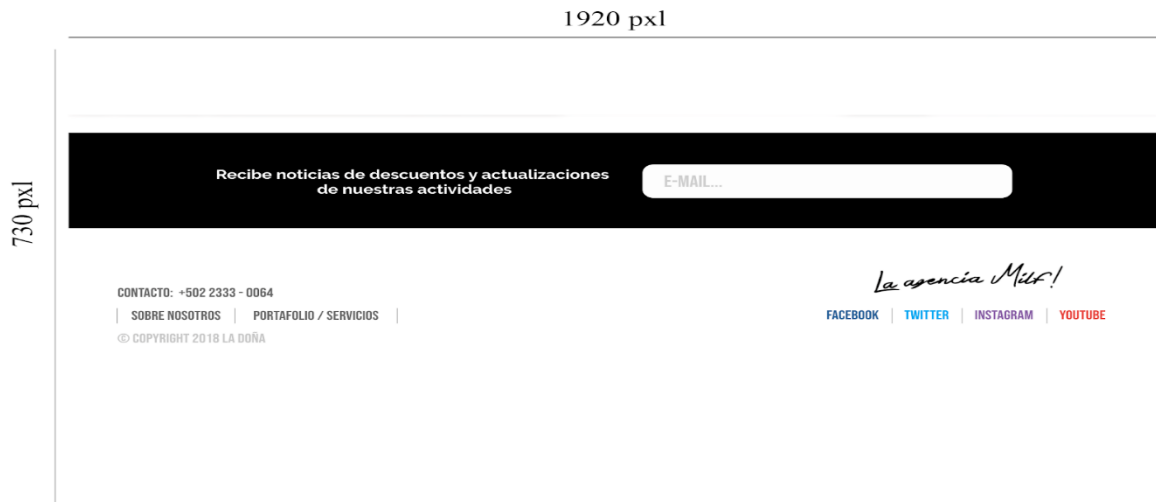 1920 pxl
730 pxl
Recibe noticias de descuentos y actualizaciones
de nuestras actividades
E-MAIL...
CONTACTO: +502 2333 - 0064
| SOBRE NOSOTROS | PORTAFOLIO / SERVICIOS |
© COPYRIGHT 2018 LA DOÑA
La agencia Milf!
FACEBOOK | TWITTER | INSTAGRAM | YOUTUBE